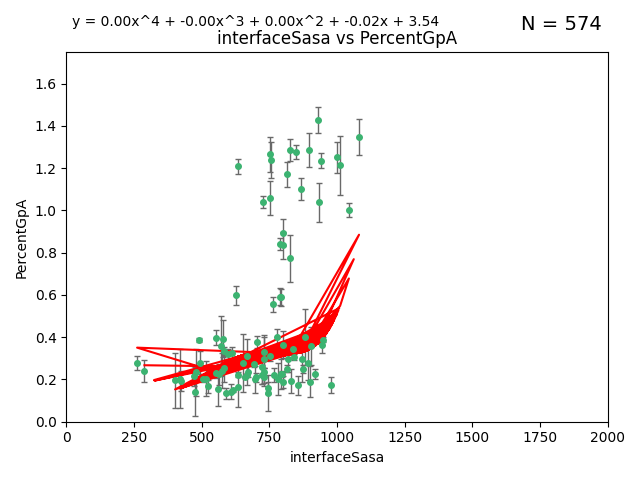 y = 0.00x^4 + -0.00x^3 + 0.00x^2 + -0.02x + 3.54
N = 574
interfaceSasa vs PercentGpA
PercentGpA
1.6
1.4
1.2
1.0
0.8
0.6
0.4
0.2
0.0
0 250 500 750 1000 1250 1500 1750 2000
interfaceSasa